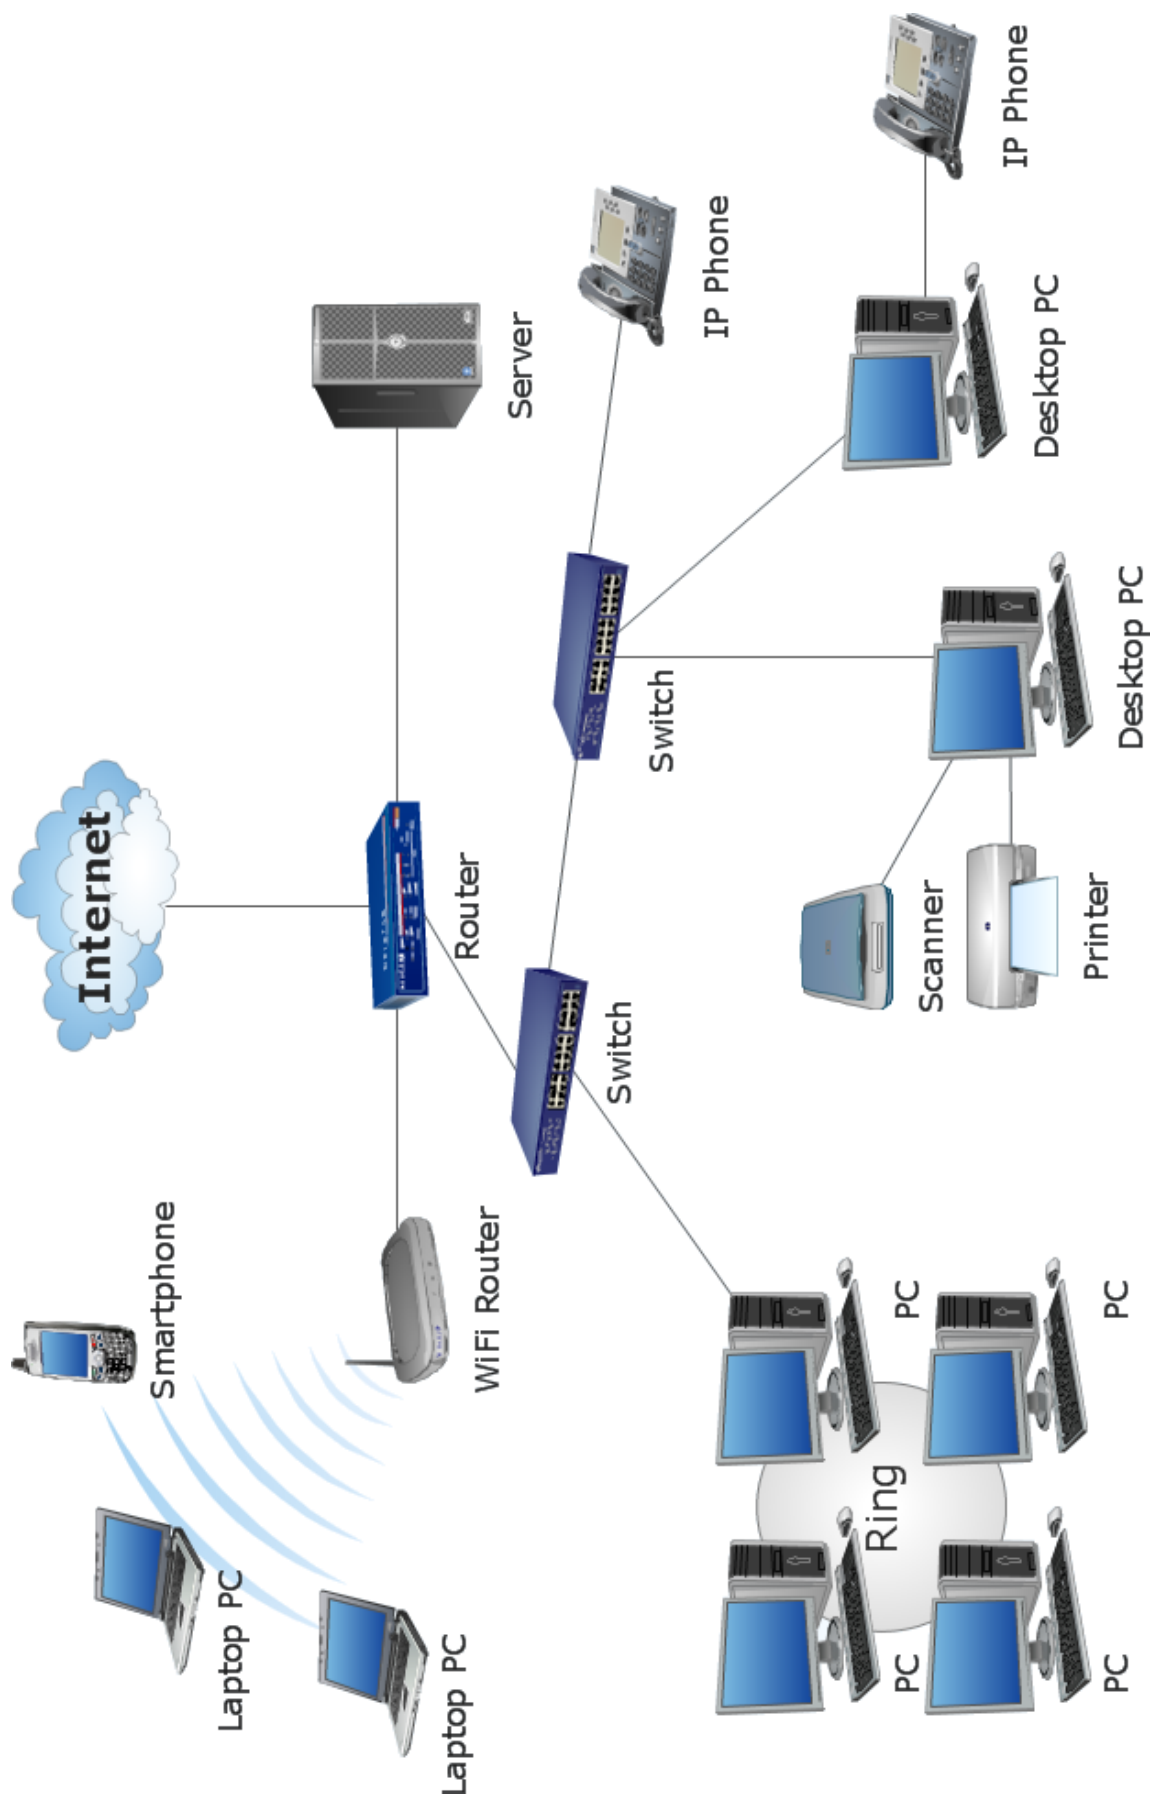 Smartphone
Laptop PC
Laptop PC
WiFi Router
Internet
Router
Server
Switch
Switch
IP Phone
IP Phone
Desktop PC
Desktop PC
Scanner
Printer
Ring
PC
PC
PC
PC